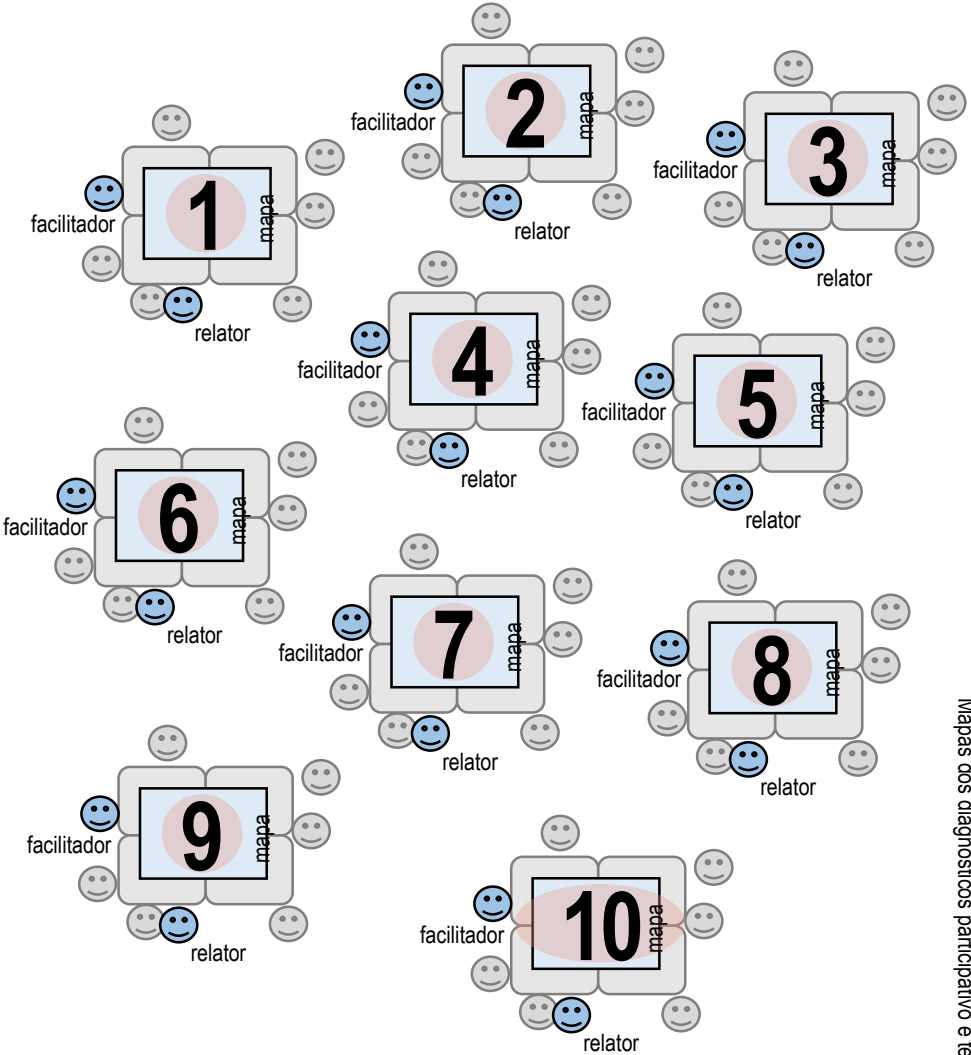 facilitador
1
mapa
relator
facilitador
2
mapa
relator
facilitador
3
mapa
relator
facilitador
4
mapa
relator
facilitador
5
mapa
relator
facilitador
6
mapa
relator
facilitador
7
mapa
relator
facilitador
8
mapa
relator
facilitador
9
mapa
relator
facilitador
10
mapa
relator
Mapas dos diagnosticos participativo e